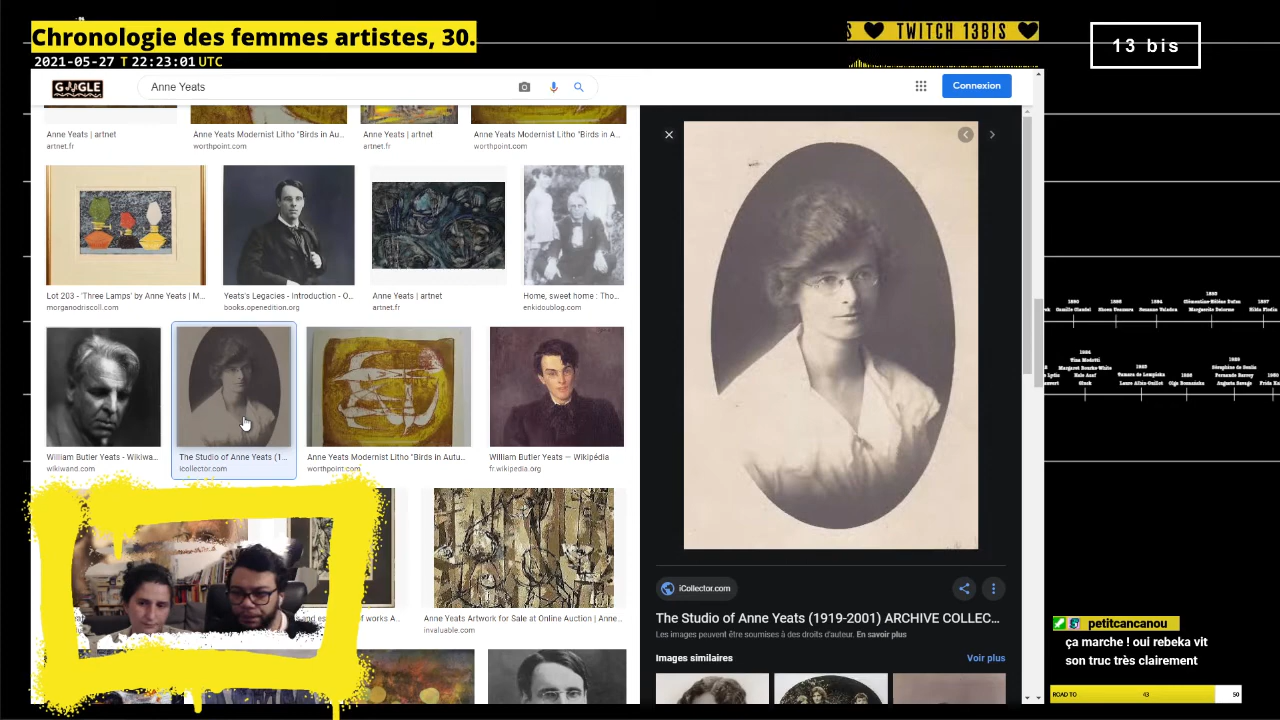 Chronologie des femmes artistes, 30.
2021-05-27 T 22:23:01 UTC
TWITCH 13BIS
13 bis
Anne Yeats
Connexion
Anne Yeats | artnet
artnet.fr
Anne Yeats Modernist Litho "Birds in Au...
worthpoint.com
Anne Yeats | artnet
artnet.fr
Anne Yeats Modernist Litho "Birds in A...
worthpoint.com
Lot 203 - 'Three Lamps' by Anne Yeats | M...
morganodriscoll.com
Yeats's Legacies - Introduction - O...
books.openedition.org
Anne Yeats | artnet
artnet.fr
Home, sweet home : Tho...
enkidoublog.com
William Butler Yeats - Wikiwa...
wikiwand.com
The Studio of Anne Yeats (1...
icollector.com
Anne Yeats Modernist Litho "Birds in Autu...
worthpoint.com
William Butler Yeats — Wikipédia
fr.wikipedia.org
of works A...
Anne Yeats Artwork for Sale at Online Auction | Anne...
invaluable.com
iCollector.com
The Studio of Anne Yeats (1919-2001) ARCHIVE COLLEC...
Les images peuvent être soumises à des droits d'auteur. En savoir plus
Images similaires
Voir plus
petitcancanou
ça marche ! oui rebeka vit
son truc très clairement
ROAD TO
43
50